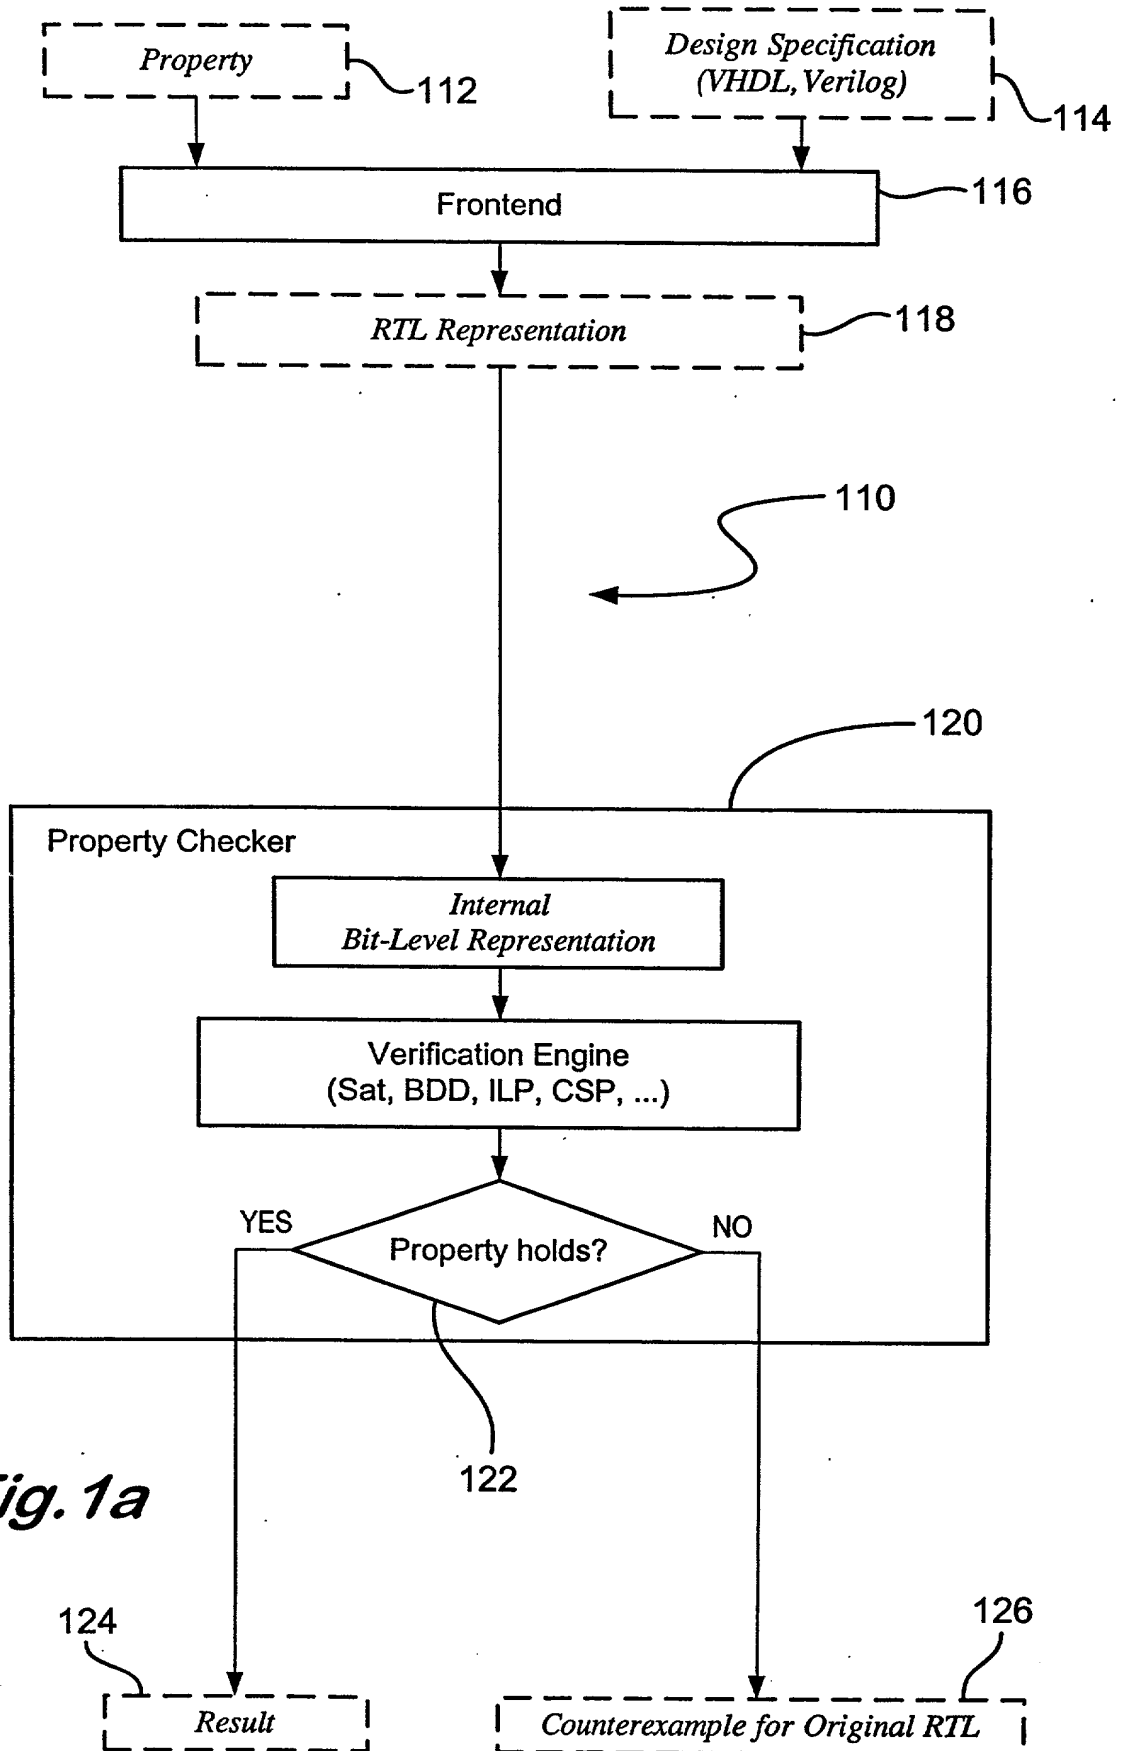 Property
112
Design Specification
(VHDL, Verilog)
114
Frontend
116
RTL Representation
118
110
120
Property Checker
Internal
Bit-Level Representation
Verification Engine
(Sat, BDD, ILP, CSP, ...)
YES
NO
Property holds?
122
ig. 1a
124
126
Result
Counterexample for Original RTL